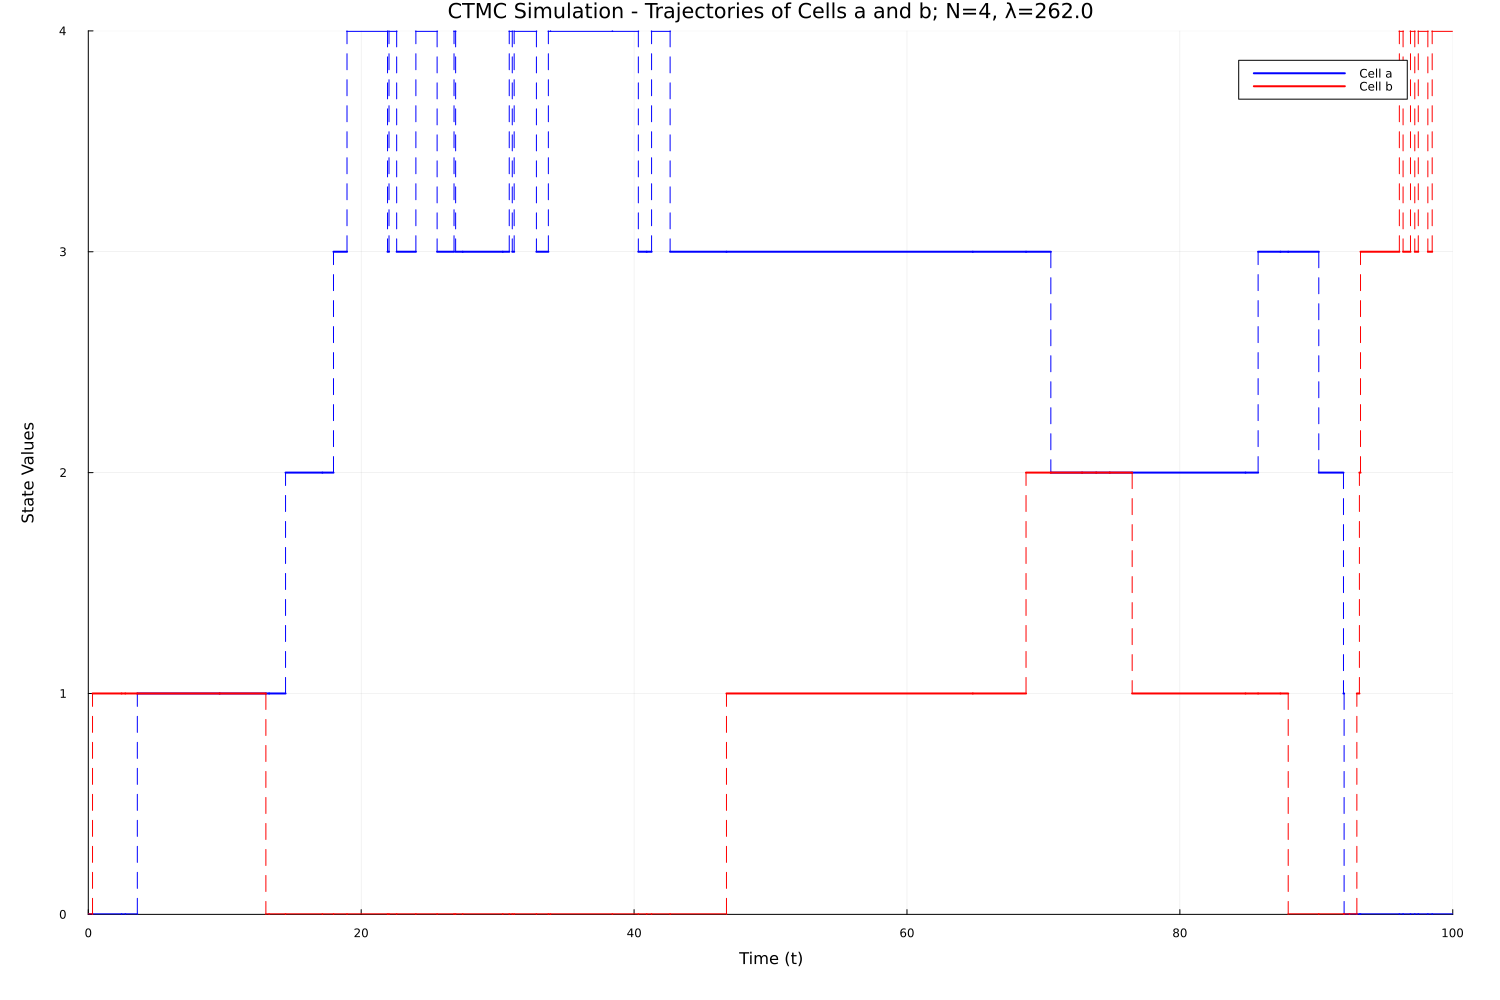 CTMC Simulation - Trajectories of Cells a and b; N=4, λ=262.0
4
Cell a
Cell b
3
State Values
2
1
0
0 20 40 60 80 100
Time (t)